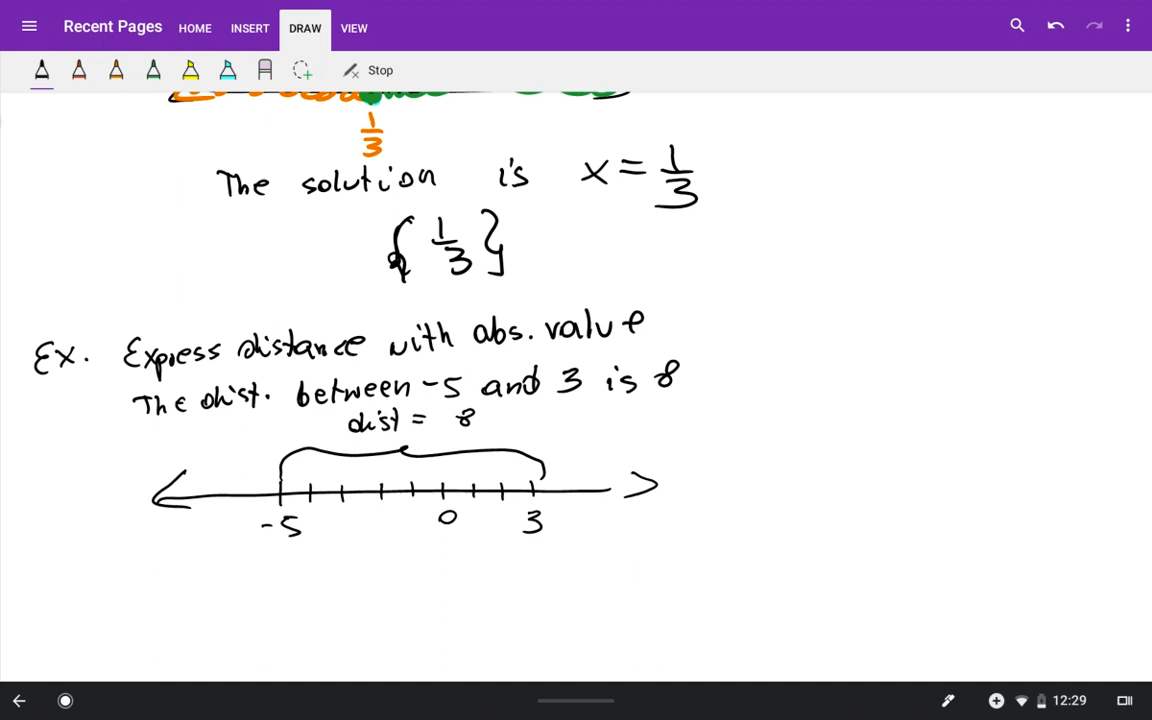 Recent Pages HOME INSERT DRAW VIEW
Stop
1/3
The solution is x = 1/3
{1/3}
Ex. Express distance with abs. value
The dist. between -5 and 3 is 8
dist = 8
-5 0 3
12:29